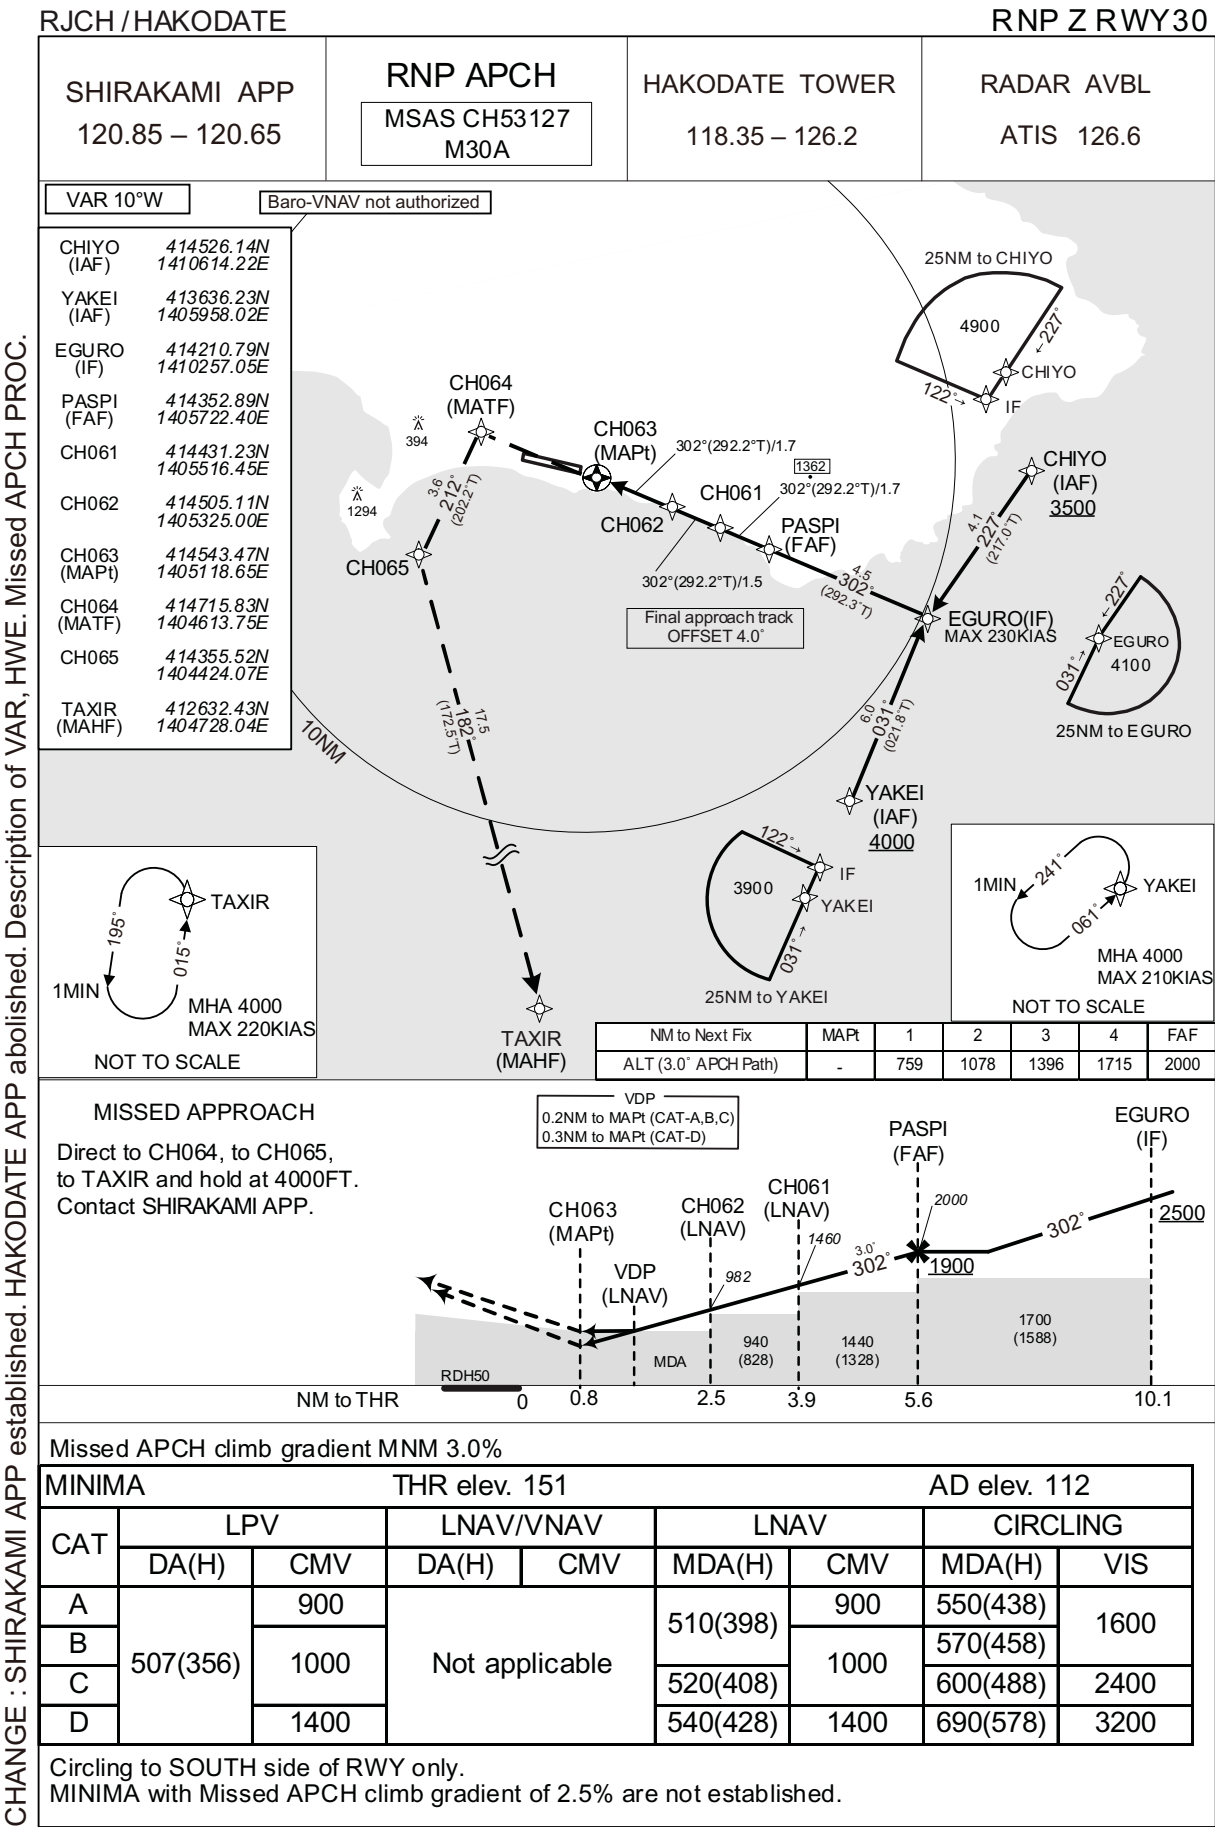 RJCH / HAKODATE
RNP Z RWY30
SHIRAKAMI APP
120.85 – 120.65
RNP APCH
MSAS CH53127
M30A
HAKODATE TOWER
118.35 – 126.2
RADAR AVBL
ATIS 126.6
VAR 10°W
Baro-VNAV not authorized
CHIYO 414526.14N
(IAF) 1410614.22E
YAKEI 413636.23N
(IAF) 1405958.02E
EGURO 414210.79N
(IF) 1410257.05E
PASPI 414352.89N
(FAF) 1405722.40E
CH061 414431.23N
1405516.45E
CH062 414505.11N
1405325.00E
CH063 414543.47N
(MAPt) 1405118.65E
CH064 414715.83N
(MATF) 1404613.75E
CH065 414355.52N
1404424.07E
TAXIR 412632.43N
(MAHF) 1404728.04E
25NM to CHIYO
4900
←227°
CHIYO
122°→
IF
CH064
(MATF)
394
1294
CH063
(MAPt)
302°(292.2°T)/1.7
1362
302°(292.2°T)/1.7
CH061
CH062
PASPI
(FAF)
302°(292.2°T)/1.5
CHIYO
(IAF)
3500
4.1
227°
(217.0°T)
3.6
212°
(202.2°T)
CH065
4.5
302°
(292.3°T)
Final approach track
OFFSET 4.0°
EGURO(IF)
MAX 230KIAS
←227°
EGURO
4100
031°→
25NM to EGURO
6.0
031°
(021.8°T)
17.5
182°
(172.5°T)
10NM
YAKEI
(IAF)
4000
122°→
IF
3900
YAKEI
031°→
25NM to YAKEI
TAXIR
195°
015°
1MIN
MHA 4000
MAX 220KIAS
NOT TO SCALE
TAXIR
(MAHF)
1MIN
241°
061°
YAKEI
MHA 4000
MAX 210KIAS
NOT TO SCALE
NM to Next Fix MAPt 1 2 3 4 FAF
ALT (3.0° APCH Path) - 759 1078 1396 1715 2000
MISSED APPROACH
Direct to CH064, to CH065,
to TAXIR and hold at 4000FT.
Contact SHIRAKAMI APP.
VDP
0.2NM to MAPt (CAT-A,B,C)
0.3NM to MAPt (CAT-D)
EGURO
(IF)
PASPI
(FAF)
CH061
(LNAV)
CH062
(LNAV)
CH063
(MAPt)
VDP
(LNAV)
2000
2500
302°
1460
3.0°
302°
1900
982
1700
(1588)
1440
(1328)
940
(828)
MDA
RDH50
NM to THR 0 0.8 2.5 3.9 5.6 10.1
Missed APCH climb gradient MNM 3.0%
MINIMA THR elev. 151 AD elev. 112
CAT LPV LNAV/VNAV LNAV CIRCLING
DA(H) CMV DA(H) CMV MDA(H) CMV MDA(H) VIS
A 507(356) 900 Not applicable 510(398) 900 550(438) 1600
B 1000 1000 570(458)
C 520(408) 600(488) 2400
D 1400 540(428) 1400 690(578) 3200
Circling to SOUTH side of RWY only.
MINIMA with Missed APCH climb gradient of 2.5% are not established.
CHANGE : SHIRAKAMI APP established. HAKODATE APP abolished. Description of VAR, HWE. Missed APCH PROC.